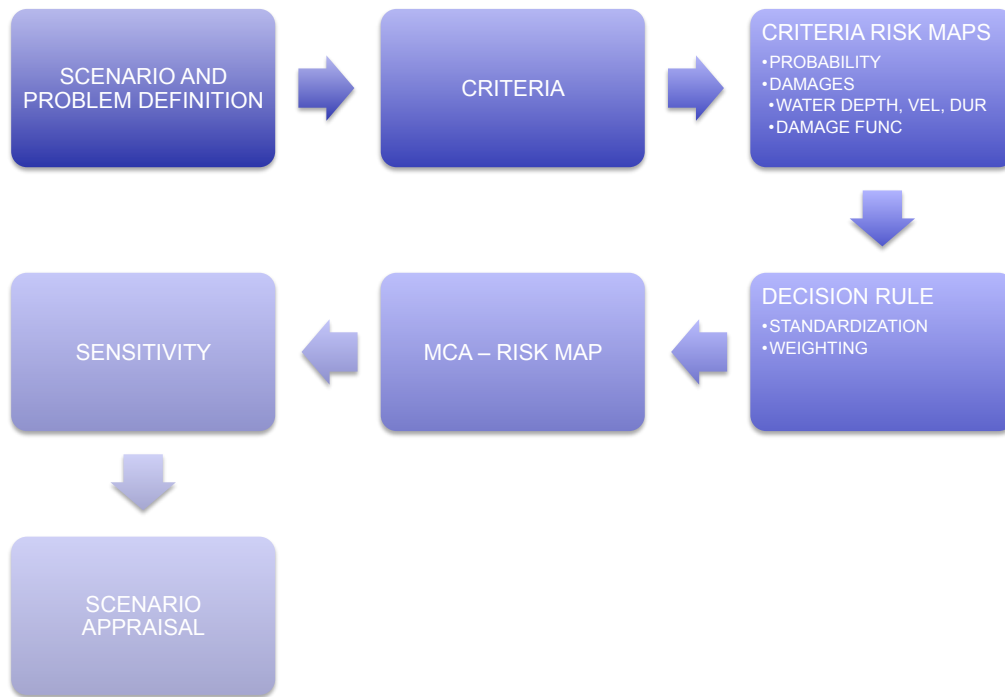 SCENARIO AND
PROBLEM DEFINITION
CRITERIA
CRITERIA RISK MAPS
•PROBABILITY
•DAMAGES
•WATER DEPTH, VEL, DUR
•DAMAGE FUNC
DECISION RULE
•STANDARDIZATION
•WEIGHTING
MCA – RISK MAP
SENSITIVITY
SCENARIO
APPRAISAL